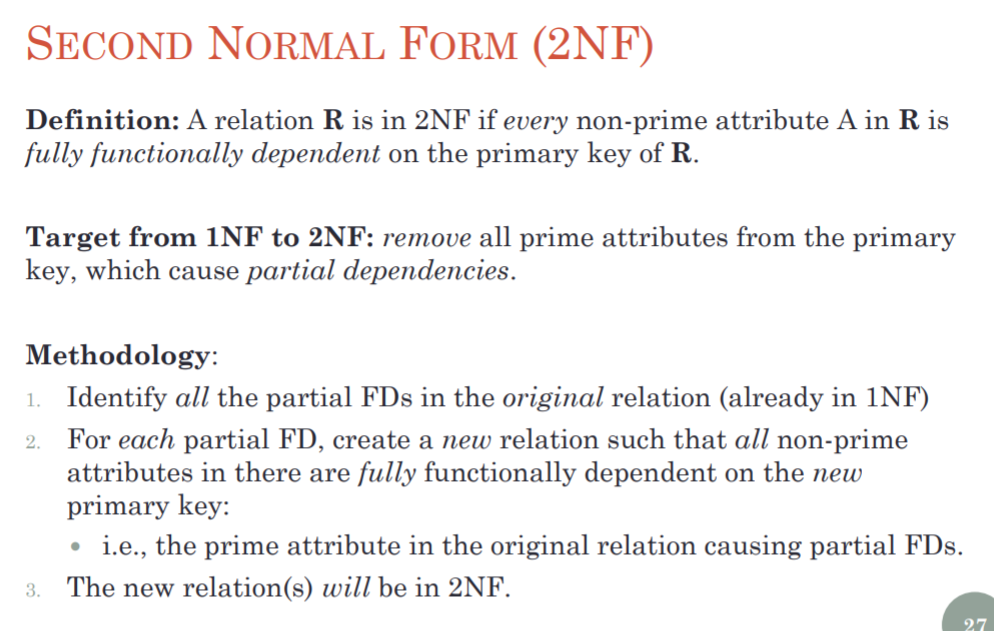 SECOND NORMAL FORM (2NF)
Definition: A relation R is in 2NF if every non-prime attribute A in R is
fully functionally dependent on the primary key of R.
Target from 1NF to 2NF: remove all prime attributes from the primary
key, which cause partial dependencies.
Methodology:
1. Identify all the partial FDs in the original relation (already in 1NF)
2. For each partial FD, create a new relation such that all non-prime
attributes in there are fully functionally dependent on the new
primary key:
• i.e., the prime attribute in the original relation causing partial FDs.
3. The new relation(s) will be in 2NF.
27